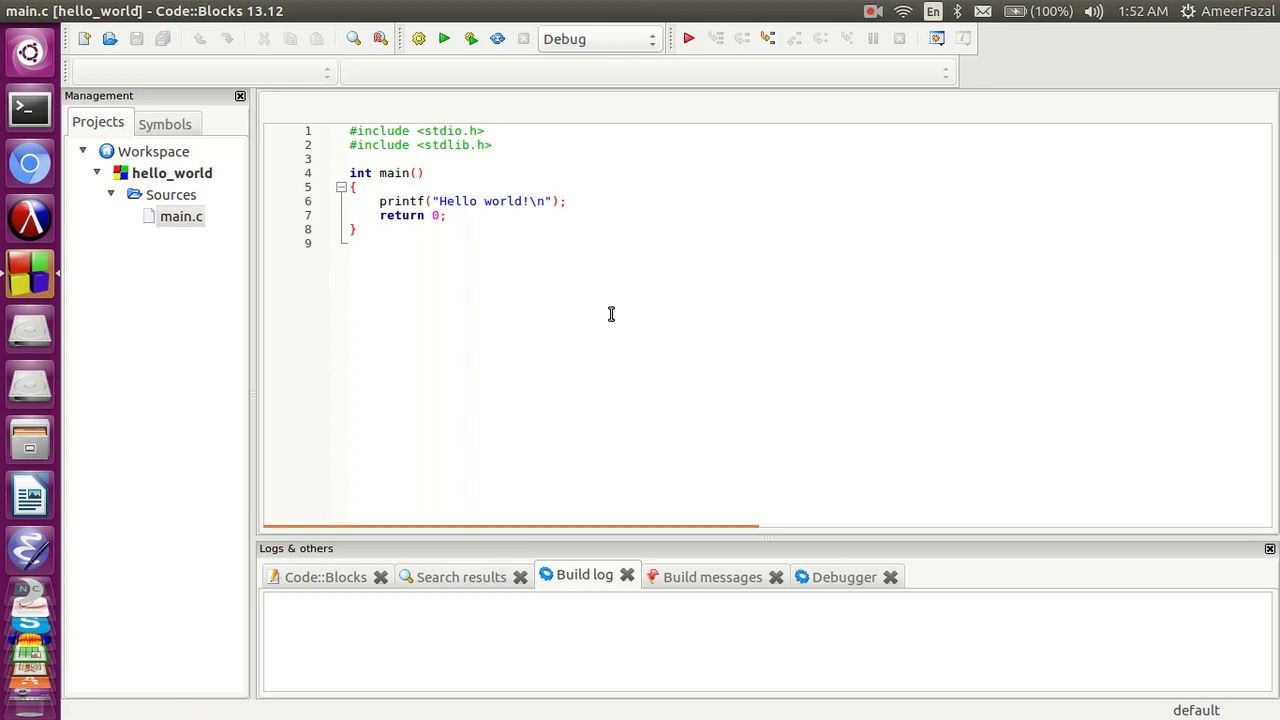 main.c [hello_world] - Code::Blocks 13.12
En
(100%)
1:52 AM
AmeerFazal
Debug
Management
Projects
Symbols
Workspace
hello_world
Sources
main.c
1 #include <stdio.h>
2 #include <stdlib.h>
3
4 int main()
5 {
6 printf("Hello world!\n");
7 return 0;
8 }
9
Logs & others
Code::Blocks
Search results
Build log
Build messages
Debugger
default